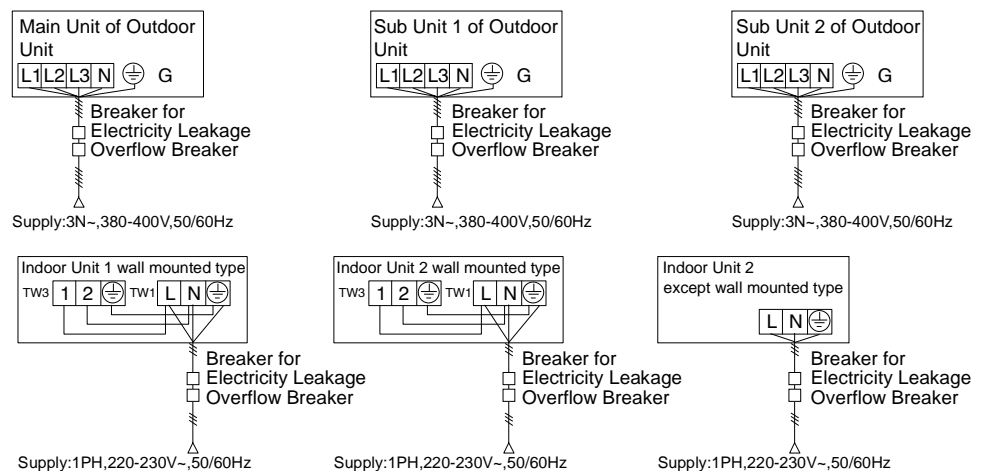 Main Unit of Outdoor
Unit
L1 L2 L3 N ⏚ G
Breaker for
Electricity Leakage
Overflow Breaker
Supply:3N~,380-400V,50/60Hz
Sub Unit 1 of Outdoor
Unit
L1 L2 L3 N ⏚ G
Breaker for
Electricity Leakage
Overflow Breaker
Supply:3N~,380-400V,50/60Hz
Sub Unit 2 of Outdoor
Unit
L1 L2 L3 N ⏚ G
Breaker for
Electricity Leakage
Overflow Breaker
Supply:3N~,380-400V,50/60Hz
Indoor Unit 1 wall mounted type
TW3 1 2 ⏚ TW1 L N ⏚
Breaker for
Electricity Leakage
Overflow Breaker
Supply:1PH,220-230V~,50/60Hz
Indoor Unit 2 wall mounted type
TW3 1 2 ⏚ TW1 L N ⏚
Breaker for
Electricity Leakage
Overflow Breaker
Supply:1PH,220-230V~,50/60Hz
Indoor Unit 2
except wall mounted type
L N ⏚
Breaker for
Electricity Leakage
Overflow Breaker
Supply:1PH,220-230V~,50/60Hz